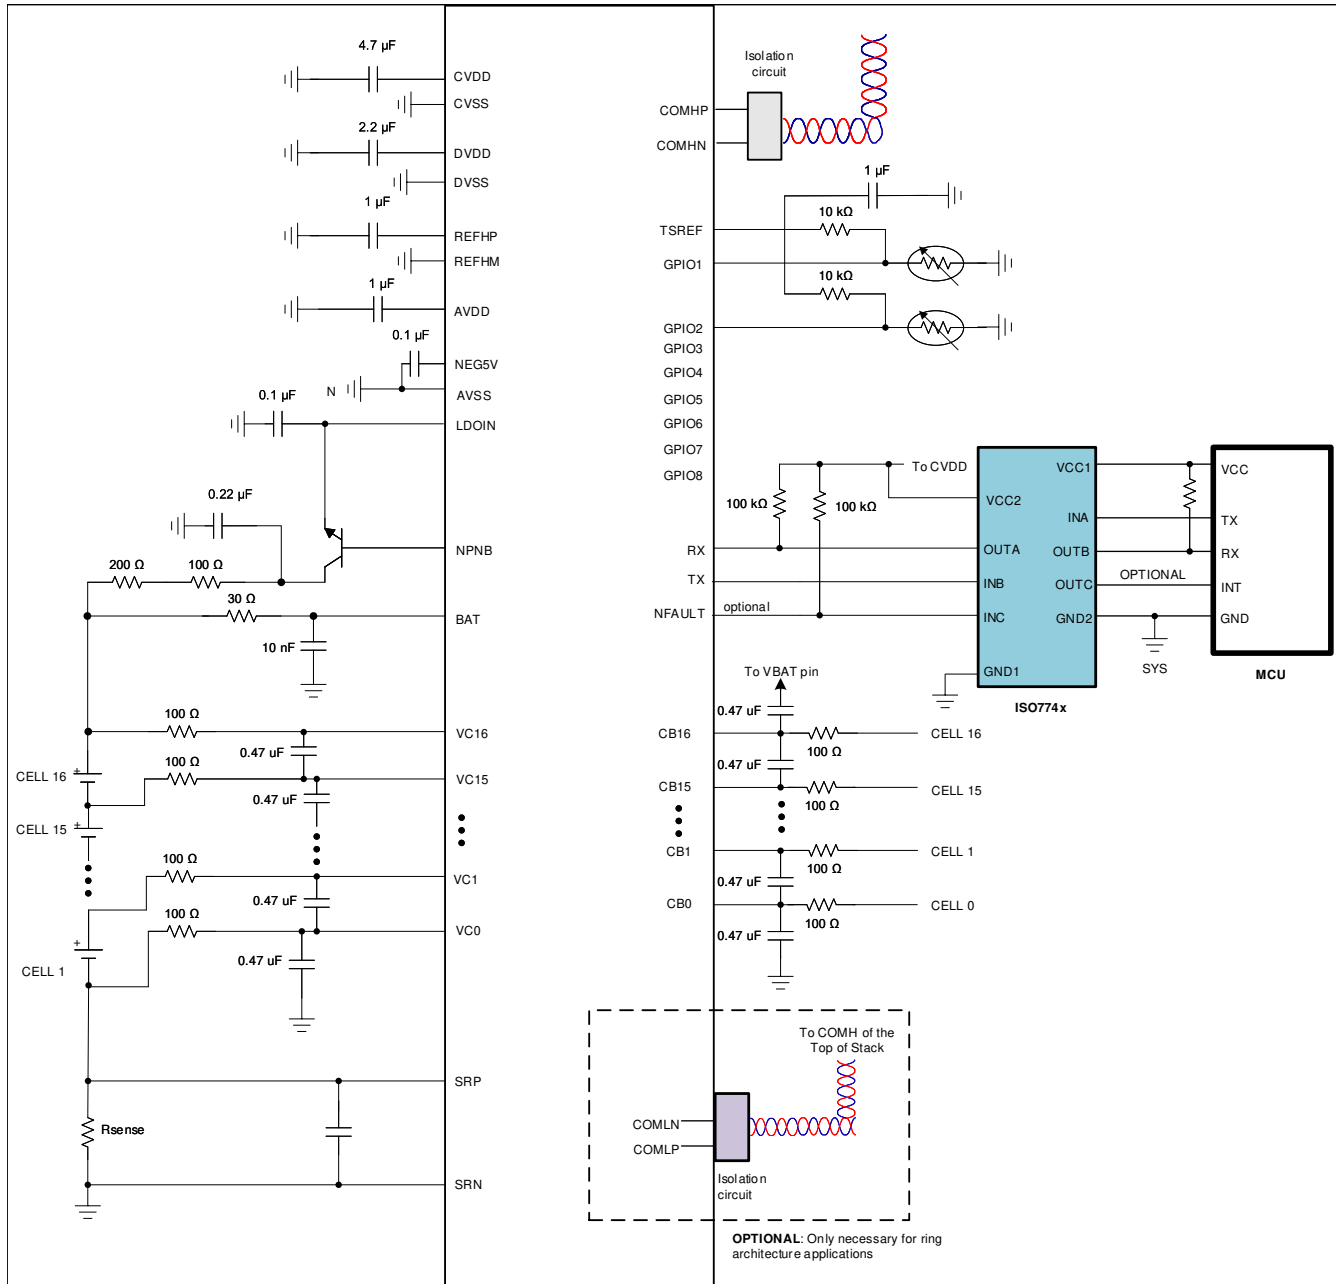 4.7 µF
CVDD
CVSS
2.2 µF
DVDD
DVSS
1 µF
REFHP
REFHM
1 µF
AVDD
0.1 µF
NEG5V
N
AVSS
0.1 µF
LDOIN
0.22 µF
NPNB
200 Ω
100 Ω
30 Ω
BAT
10 nF
100 Ω
VC16
0.47 uF
CELL 16
100 Ω
VC15
0.47 uF
CELL 15
100 Ω
VC1
0.47 uF
100 Ω
VC0
0.47 uF
CELL 1
SRP
Rsense
SRN
Isolation
circuit
COMHP
COMHN
1 µF
10 kΩ
TSREF
GPIO1
10 kΩ
GPIO2
GPIO3
GPIO4
GPIO5
GPIO6
GPIO7
GPIO8
To CVDD
100 kΩ
100 kΩ
RX
TX
NFAULT
optional
VCC1
VCC2
INA
OUTA
OUTB
INB
OUTC
INC
GND2
GND1
ISO774x
OPTIONAL
SYS
VCC
TX
RX
INT
GND
MCU
To VBAT pin
0.47 uF
CB16
CELL 16
100 Ω
0.47 uF
CB15
CELL 15
100 Ω
CB1
CELL 1
100 Ω
0.47 uF
CB0
CELL 0
100 Ω
0.47 uF
To COMH of the
Top of Stack
COMLN
COMLP
Isolation
circuit
OPTIONAL: Only necessary for ring
architecture applications